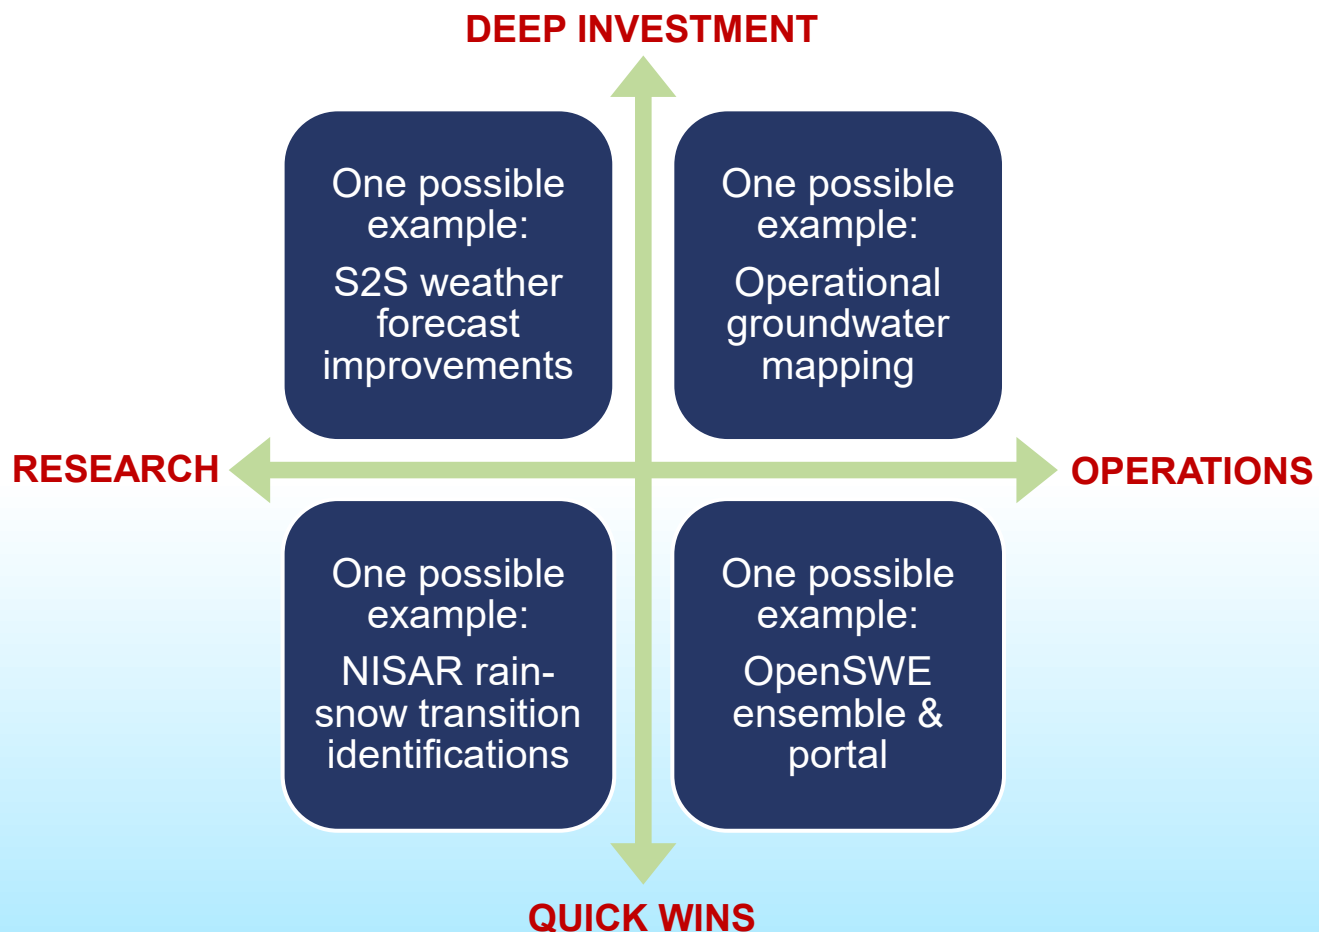 DEEP INVESTMENT
One possible
example:
S2S weather
forecast
improvements
One possible
example:
Operational
groundwater
mapping
RESEARCH
OPERATIONS
One possible
example:
NISAR rain-
snow transition
identifications
One possible
example:
OpenSWE
ensemble &
portal
QUICK WINS